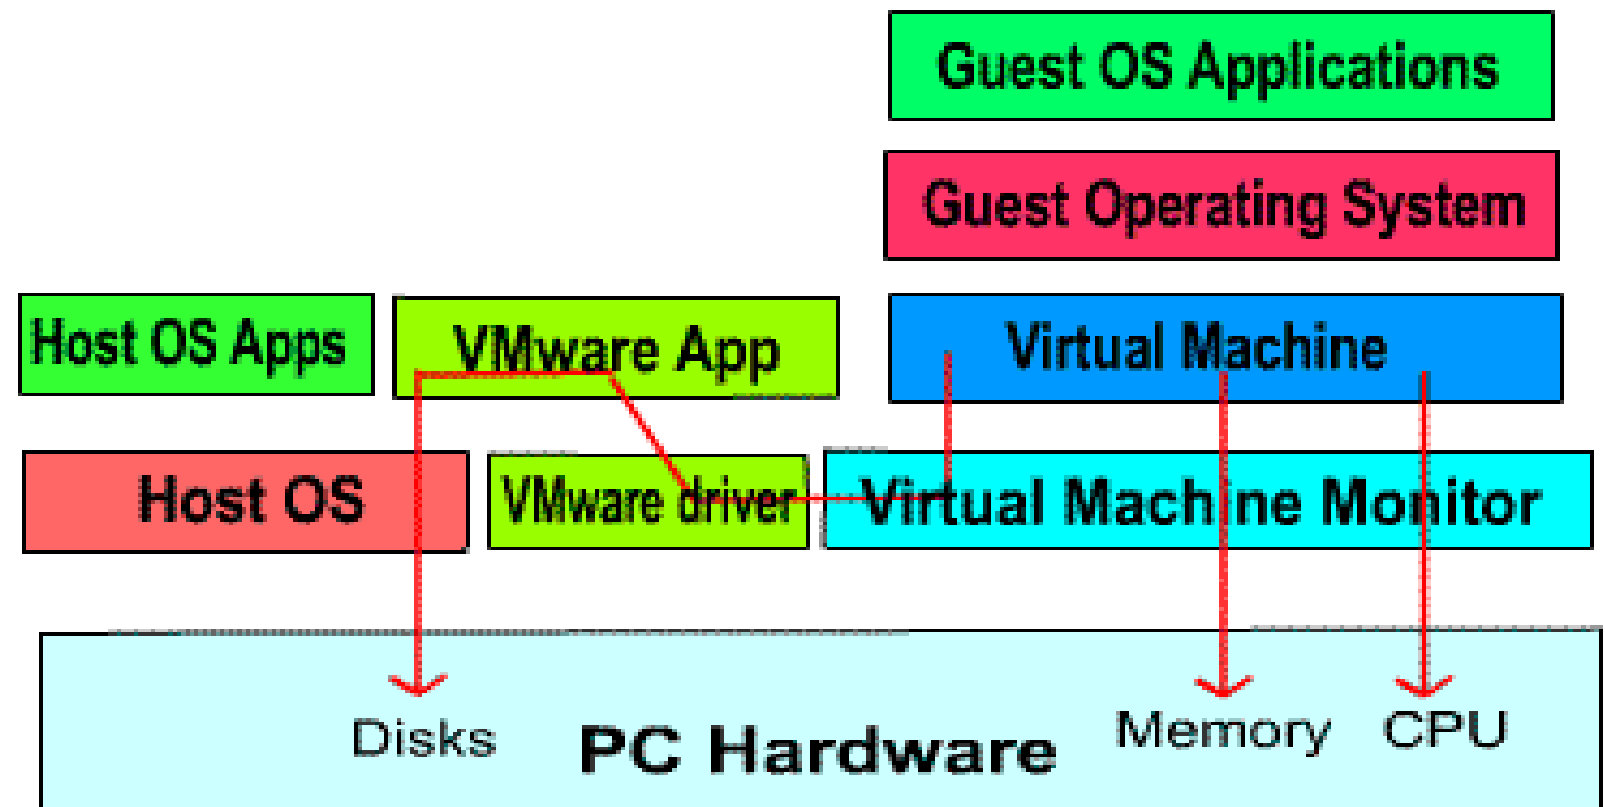 Guest OS Applications
Guest Operating System
Host OS Apps
VMware App
Virtual Machine
Host OS
VMware driver
Virtual Machine Monitor
Disks
PC Hardware
Memory
CPU